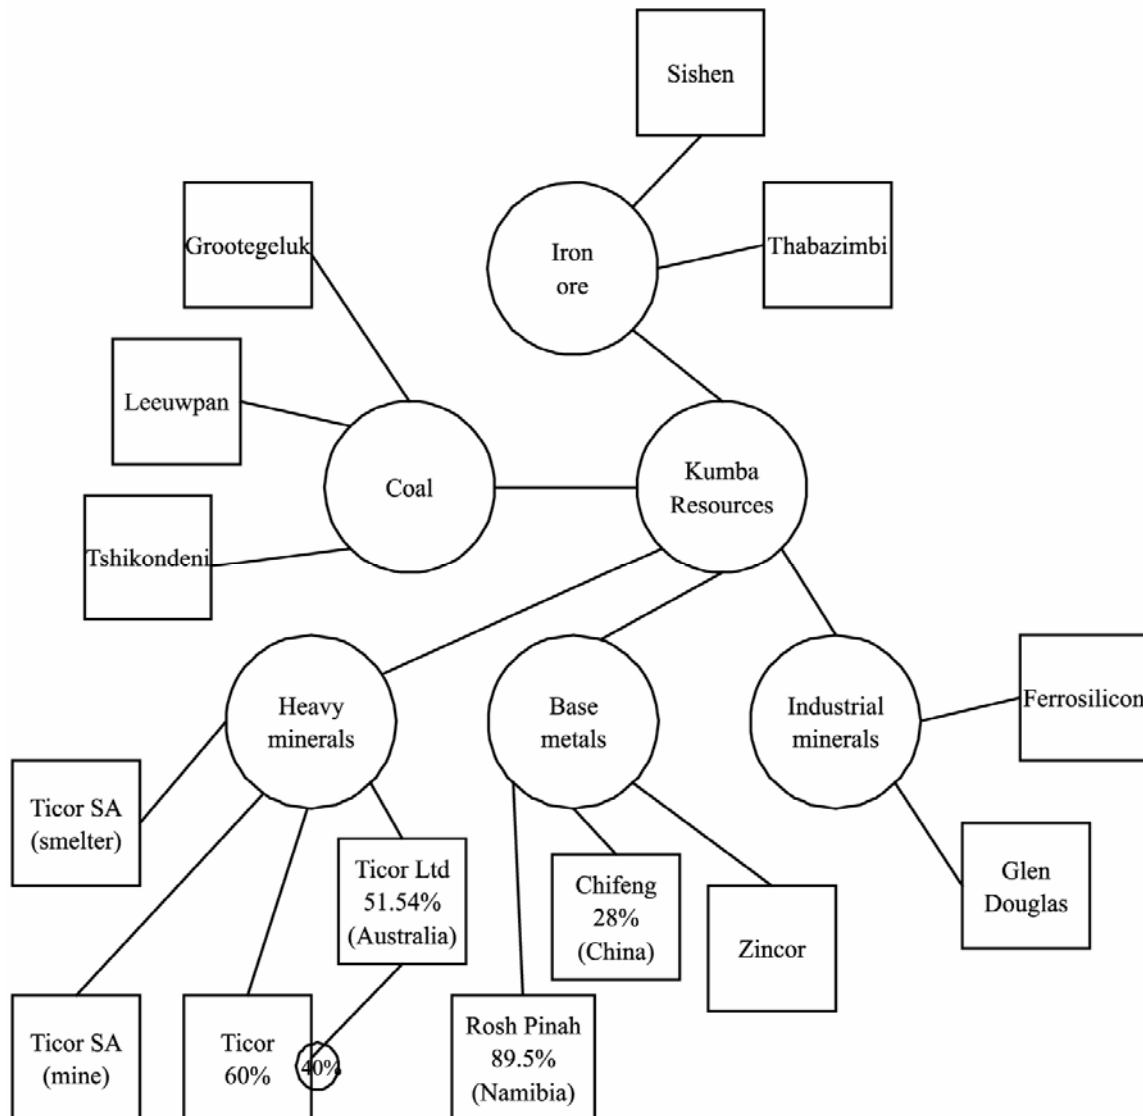 Sishen
Grootegeluk
Iron
ore
Thabazimbi
Leeuwpan
Coal
Kumba
Resources
Tshikondeni
Heavy
minerals
Base
metals
Industrial
minerals
Ferrosilicon
Ticor SA
(smelter)
Ticor Ltd
51.54%
(Australia)
Chifeng
28%
(China)
Zincor
Glen
Douglas
Ticor SA
(mine)
Ticor
60%
40%
Rosh Pinah
89.5%
(Namibia)